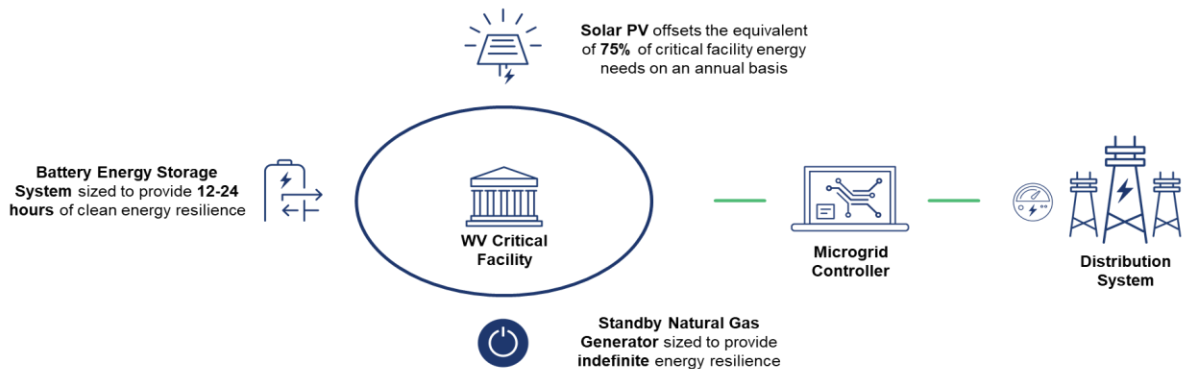 Solar PV offsets the equivalent
of 75% of critical facility energy
needs on an annual basis
Battery Energy Storage
System sized to provide 12-24
hours of clean energy resilience
WV Critical
Facility
Microgrid
Controller
Distribution
System
Standby Natural Gas
Generator sized to provide
indefinite energy resilience